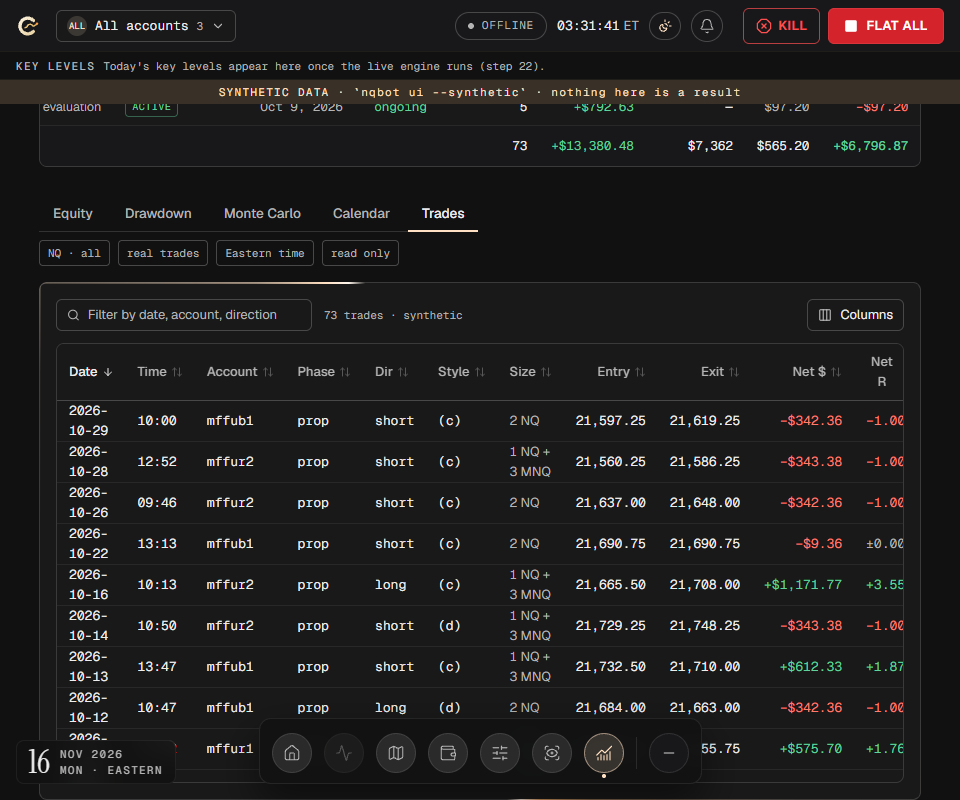 ALL All accounts 3 OFFLINE 03:31:41 ET KILL FLAT ALL
KEY LEVELS Today's key levels appear here once the live engine runs (step 22).
SYNTHETIC DATA · `nqbot ui --synthetic` · nothing here is a result
evaluation ACTIVE Oct 9, 2026 ongoing 5 +$792.63 — $97.20 −$97.20
73 +$13,380.48 $7,362 $565.20 +$6,796.87
Equity Drawdown Monte Carlo Calendar Trades
NQ · all real trades Eastern time read only
Filter by date, account, direction 73 trades · synthetic Columns
Date Time Account Phase Dir Style Size Entry Exit Net $ Net R
2026-10-29 10:00 mffub1 prop short (c) 2 NQ 21,597.25 21,619.25 −$342.36 −1.00
2026-10-28 12:52 mffur2 prop short (c) 1 NQ + 3 MNQ 21,560.25 21,586.25 −$343.38 −1.00
2026-10-26 09:46 mffur2 prop short (c) 2 NQ 21,637.00 21,648.00 −$342.36 −1.00
2026-10-22 13:13 mffub1 prop short (c) 2 NQ 21,690.75 21,690.75 −$9.36 ±0.00
2026-10-16 10:13 mffur2 prop long (c) 1 NQ + 3 MNQ 21,665.50 21,708.00 +$1,171.77 +3.55
2026-10-14 10:50 mffur2 prop short (d) 1 NQ + 3 MNQ 21,729.25 21,748.25 −$343.38 −1.00
2026-10-13 13:47 mffub1 prop short (c) 1 NQ + 3 MNQ 21,732.50 21,710.00 +$612.33 +1.87
2026-10-12 10:47 mffub1 prop long (d) 2 NQ 21,684.00 21,663.00 −$342.36 −1.00
2026- mffur1 55.75 +$575.70 +1.76
16 NOV 2026
MON · EASTERN